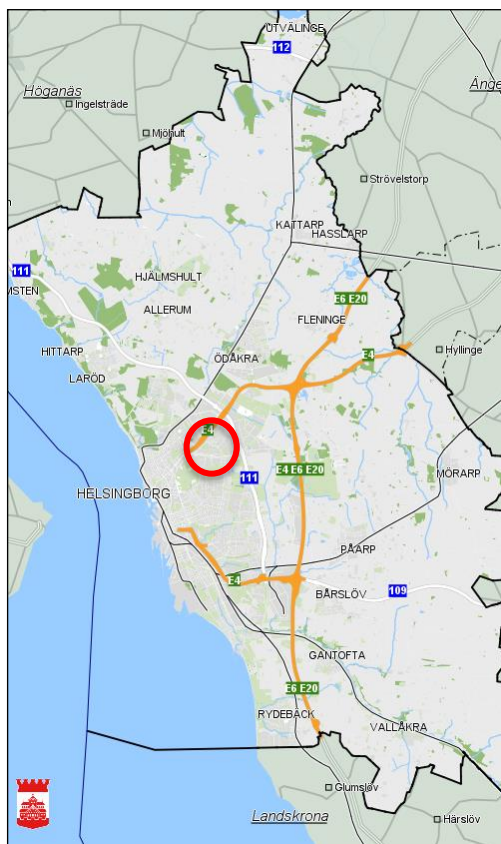 UTVÄLINGE
112
Höganäs
Änge
Ingelsträde
Mjöhult
Strövelstorp
KATTARP
HASSLARP
111
HJÄLMSHULT
MSTEN
E6 E20
ALLERUM
FLENINGE
HITTARP
ÖDÅKRA
E4
Hyllinge
LARÖD
E4
E4 E6 E20
MÖRARP
111
HELSINGBORG
PÅARP
E4
BÅRSLÖV
109
GANTOFTA
E6 E20
RYDEBÄCK
VALLÅKRA
Glumslöv
Landskrona
Härslöv